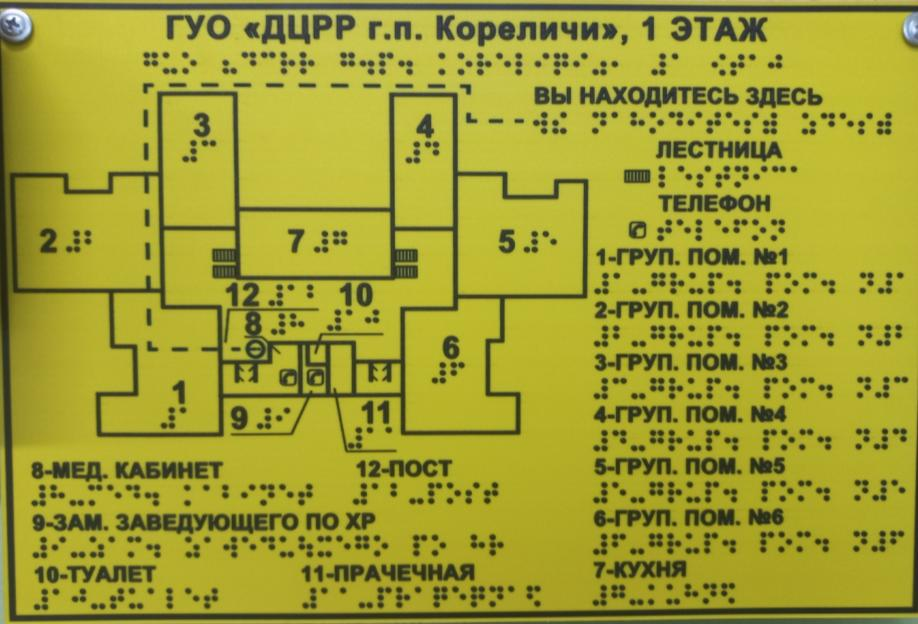 ГУО «ДЦРР г.п. Кореличи», 1 ЭТАЖ
ВЫ НАХОДИТЕСЬ ЗДЕСЬ
ЛЕСТНИЦА
ТЕЛЕФОН
3
4
2
7
5
12
10
8
6
1
9
11
1-ГРУП. ПОМ. №1
2-ГРУП. ПОМ. №2
3-ГРУП. ПОМ. №3
4-ГРУП. ПОМ. №4
5-ГРУП. ПОМ. №5
6-ГРУП. ПОМ. №6
7-КУХНЯ
8-МЕД. КАБИНЕТ
12-ПОСТ
9-ЗАМ. ЗАВЕДУЮЩЕГО ПО ХР
10-ТУАЛЕТ
11-ПРАЧЕЧНАЯ